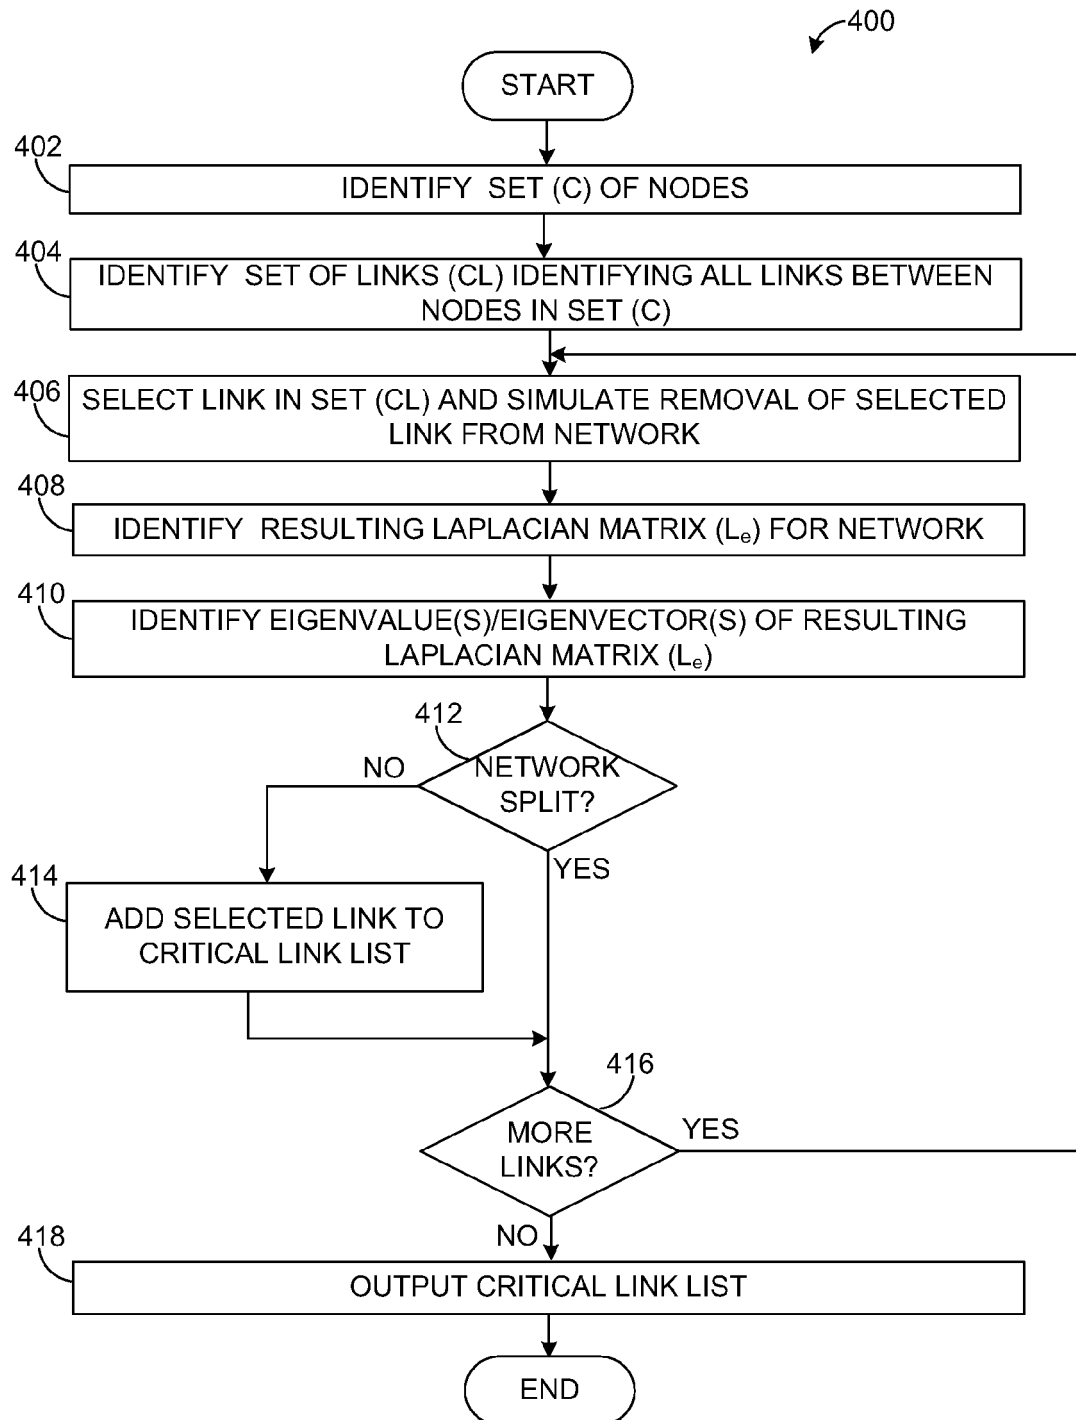 400
START
402
IDENTIFY SET (C) OF NODES
404
IDENTIFY SET OF LINKS (CL) IDENTIFYING ALL LINKS BETWEEN
NODES IN SET (C)
406
SELECT LINK IN SET (CL) AND SIMULATE REMOVAL OF SELECTED
LINK FROM NETWORK
408
IDENTIFY RESULTING LAPLACIAN MATRIX (Le) FOR NETWORK
410
IDENTIFY EIGENVALUE(S)/EIGENVECTOR(S) OF RESULTING
LAPLACIAN MATRIX (Le)
412
NO
NETWORK
SPLIT?
YES
414
ADD SELECTED LINK TO
CRITICAL LINK LIST
416
MORE
LINKS?
YES
NO
418
OUTPUT CRITICAL LINK LIST
END